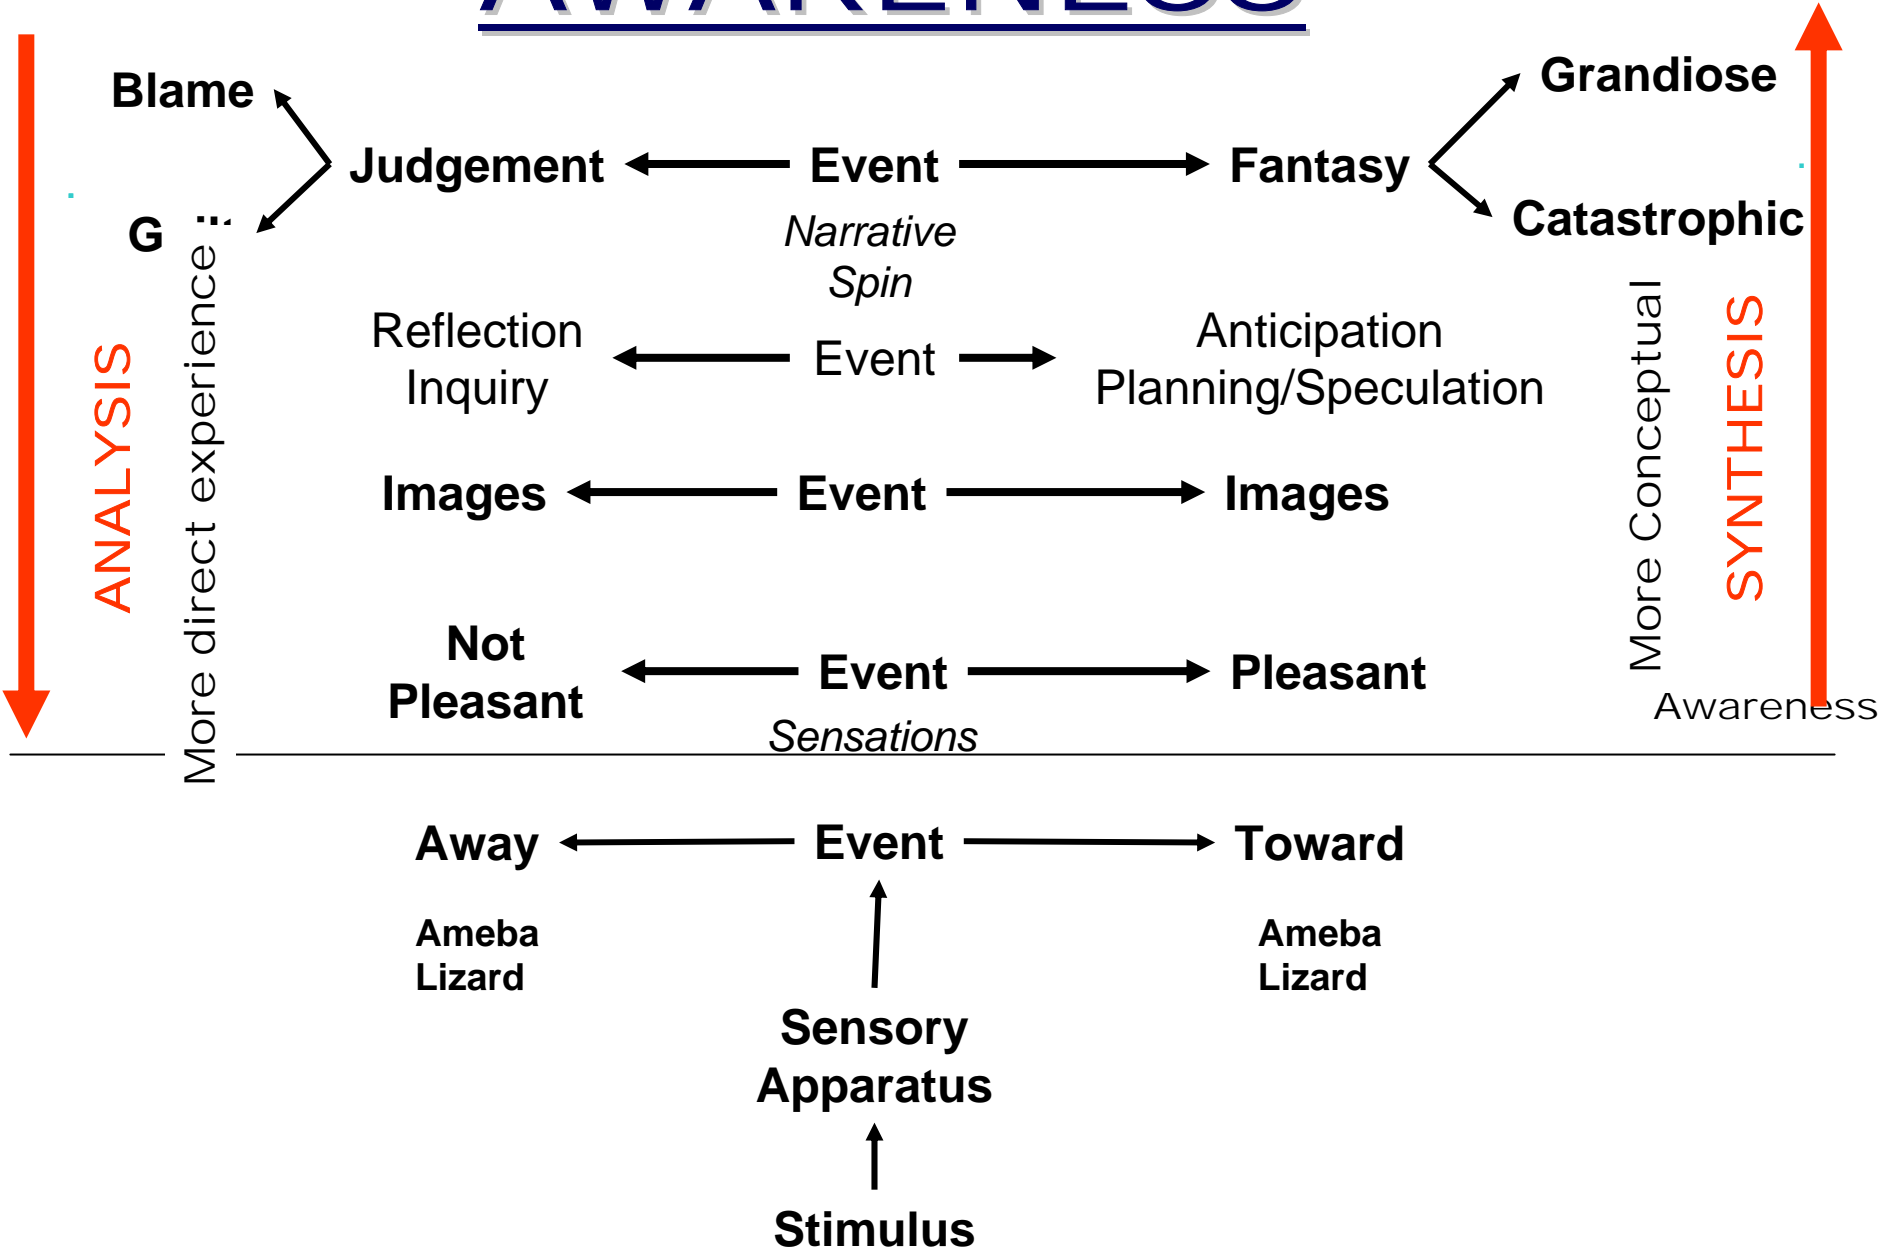 AWARENESS
Blame
Grandiose
Judgement
Event
Fantasy
Catastrophic
Narrative
Spin
Reflection
Inquiry
Event
Anticipation
Planning/Speculation
Images
Event
Images
Not
Pleasant
Event
Pleasant
Sensations
ANALYSIS
More direct experience
More Conceptual
SYNTHESIS
Awareness
Away
Event
Toward
Ameba
Lizard
Ameba
Lizard
Sensory
Apparatus
Stimulus